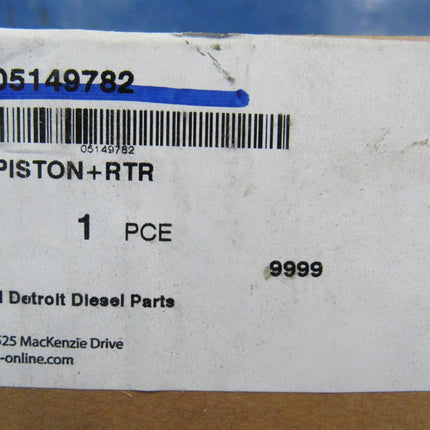 05149782
05149782
PISTON+RTR
1 PCE
9999
Detroit Diesel Parts
525 MacKenzie Drive
-online.com